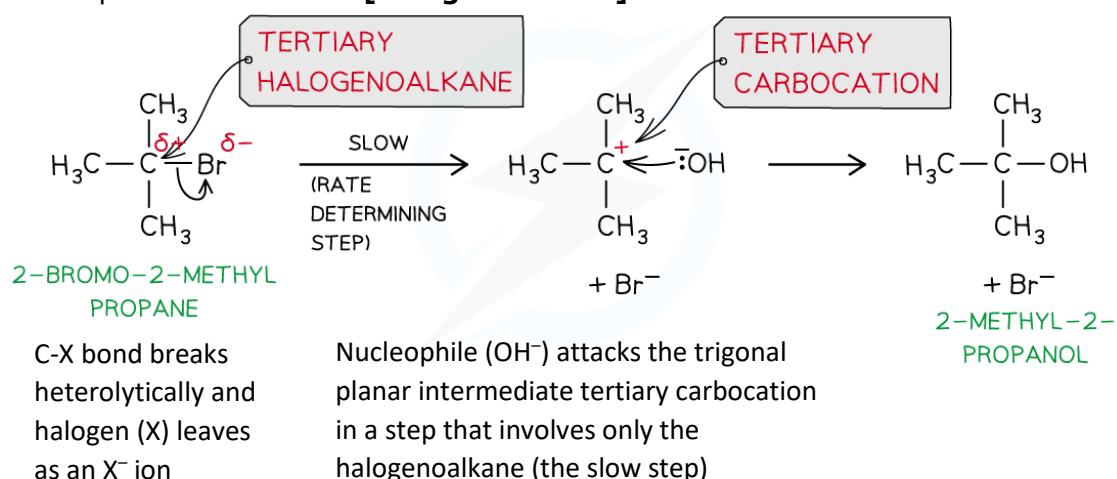 TERTIARY
HALOGENOALKANE
TERTIARY
CARBOCATION
CH3
δ+ δ−
H3C—C—Br
CH3
SLOW
(RATE
DETERMINING
STEP)
CH3
+
H3C—C :̄OH
CH3
+ Br−
CH3
H3C—C—OH
CH3
+ Br−
2-BROMO-2-METHYL
PROPANE
2-METHYL-2-
PROPANOL
C-X bond breaks
heterolytically and
halogen (X) leaves
as an X– ion
Nucleophile (OH–) attacks the trigonal
planar intermediate tertiary carbocation
in a step that involves only the
halogenoalkane (the slow step)